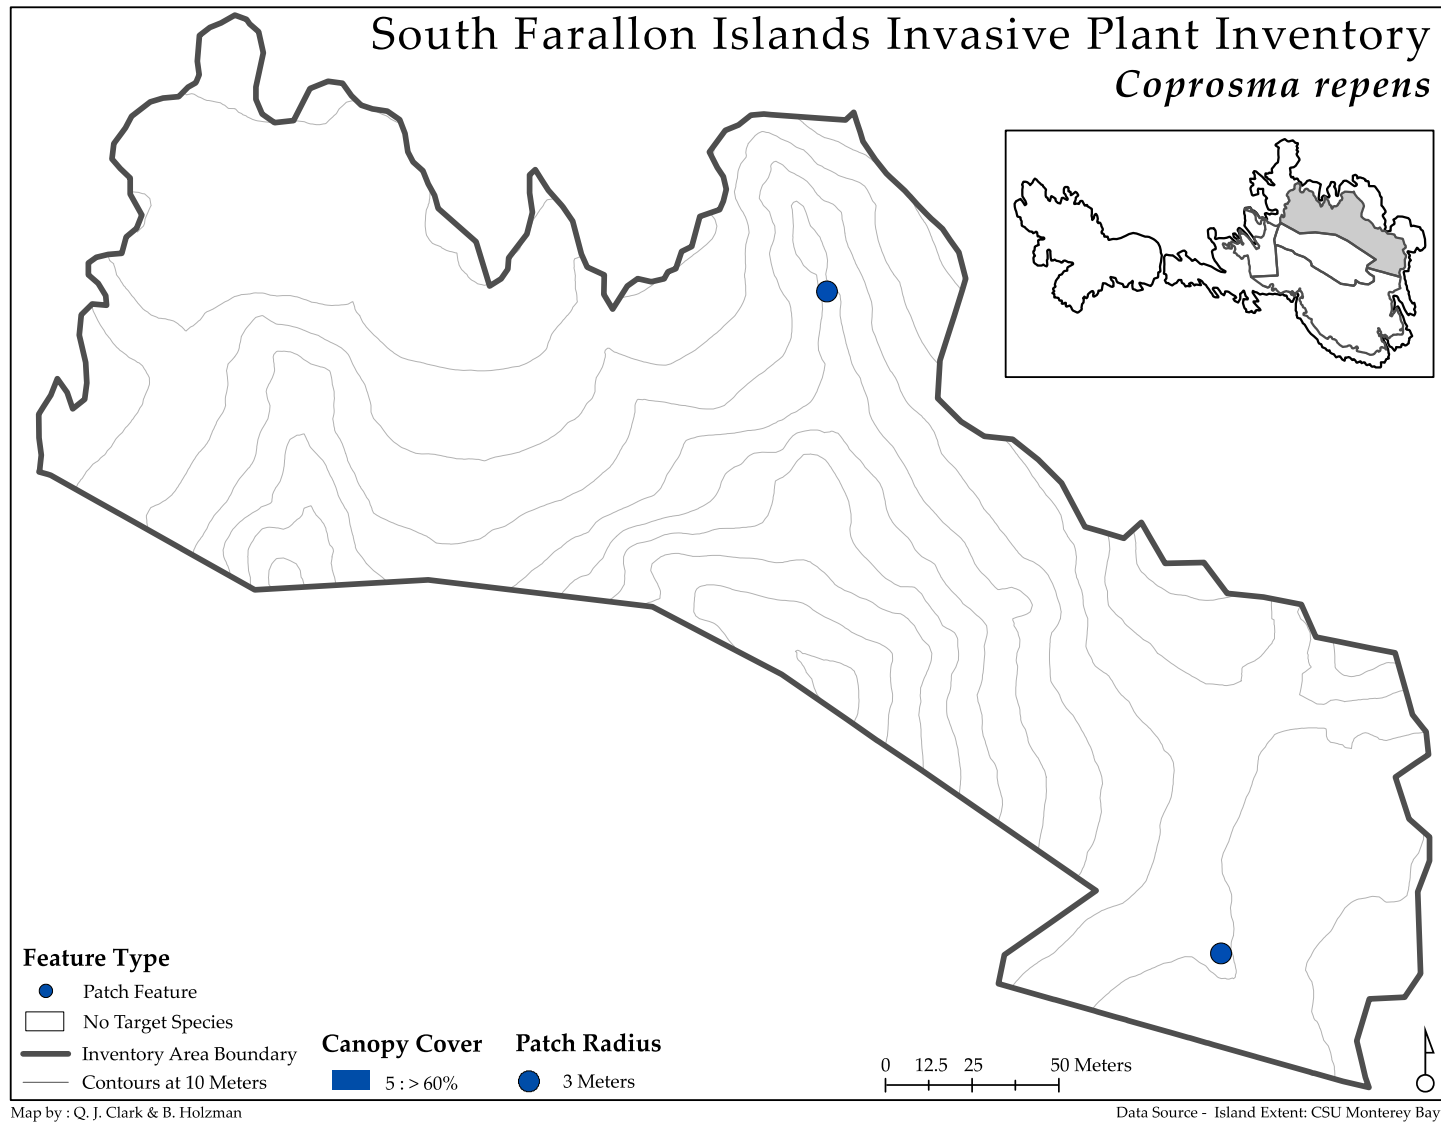 South Farallon Islands Invasive Plant Inventory
Coprosma repens
Feature Type
Patch Feature
No Target Species
Inventory Area Boundary
Contours at 10 Meters
Canopy Cover
5 : > 60%
Patch Radius
3 Meters
0 12.5 25 50 Meters
Map by : Q. J. Clark & B. Holzman
Data Source - Island Extent: CSU Monterey Bay